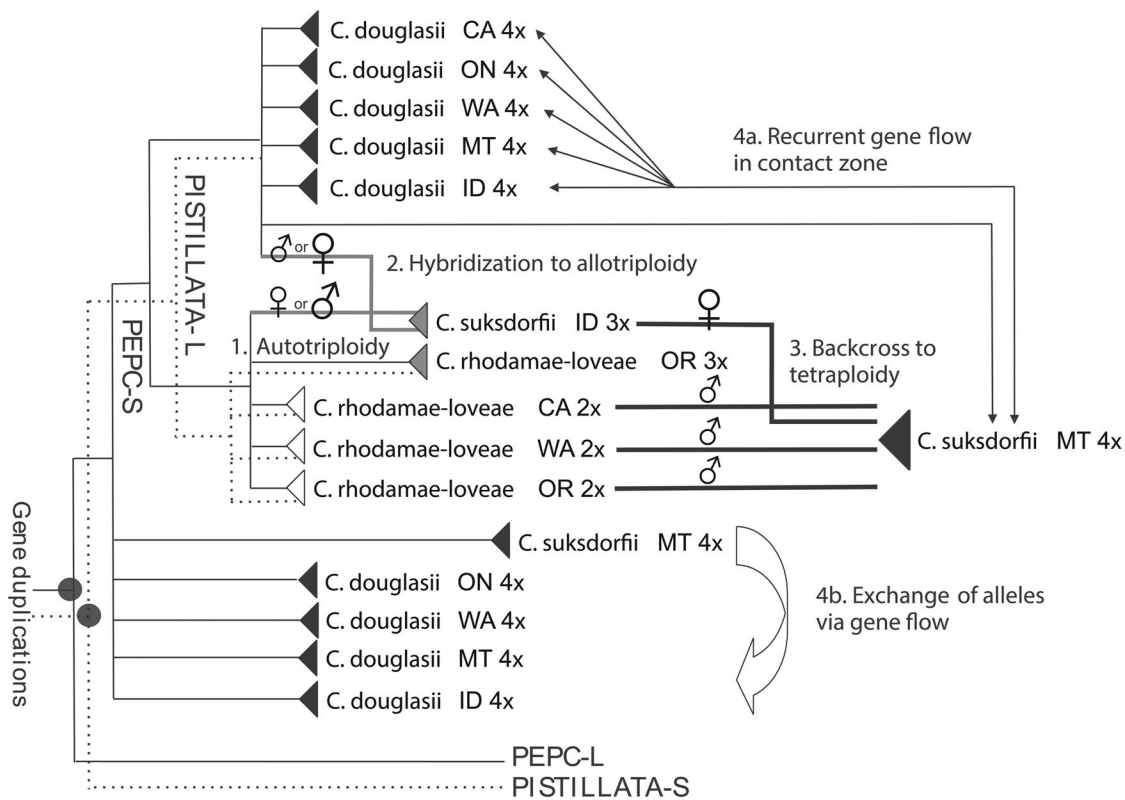 C. douglasii CA 4x
C. douglasii ON 4x
C. douglasii WA 4x
C. douglasii MT 4x
C. douglasii ID 4x
4a. Recurrent gene flow
in contact zone
PISTILLATA-L
♂ or ♀
2. Hybridization to allotriploidy
♀ or ♂
C. suksdorfii ID 3x
♀
1. Autotriploidy
C. rhodamae-loveae OR 3x
3. Backcross to
tetraploidy
PEPC-S
C. rhodamae-loveae CA 2x
♂
C. rhodamae-loveae WA 2x
♂
C. suksdorfii MT 4x
C. rhodamae-loveae OR 2x
♂
Gene duplications
C. suksdorfii MT 4x
C. douglasii ON 4x
C. douglasii WA 4x
C. douglasii MT 4x
C. douglasii ID 4x
4b. Exchange of alleles
via gene flow
PEPC-L
PISTILLATA-S